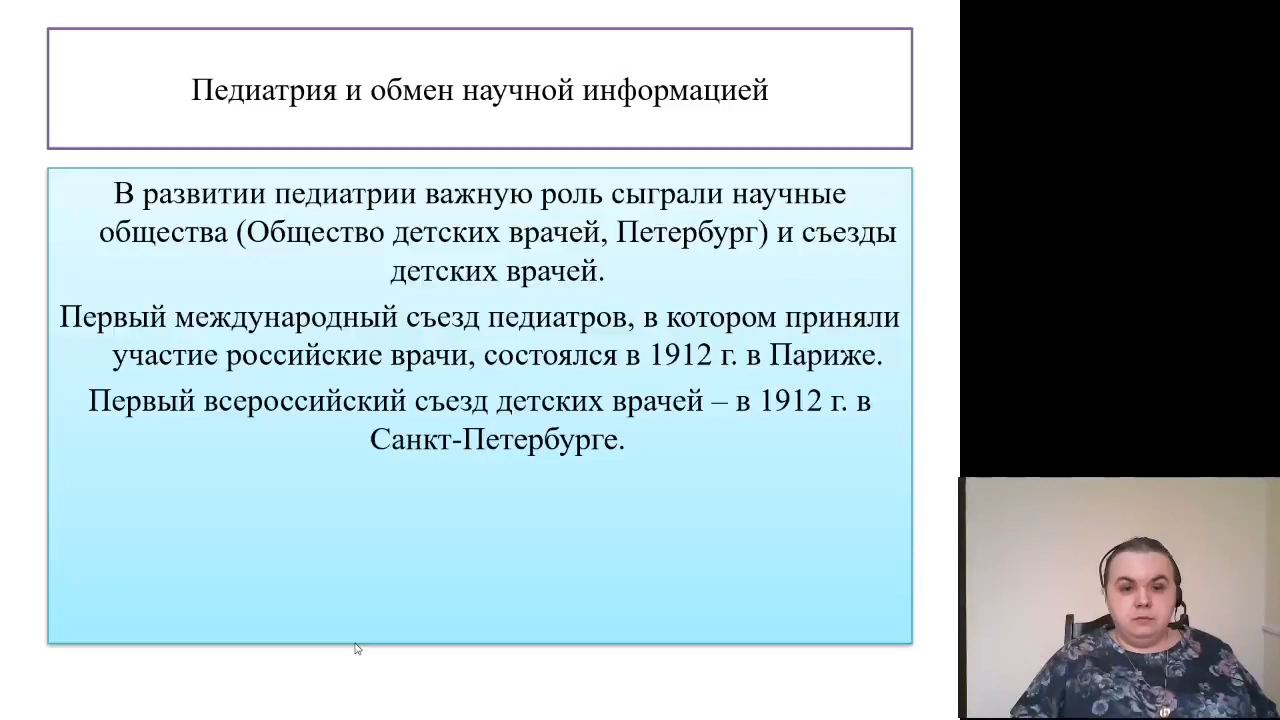 Педиатрия и обмен научной информацией
В развитии педиатрии важную роль сыграли научные
общества (Общество детских врачей, Петербург) и съезды
детских врачей.
Первый международный съезд педиатров, в котором приняли
участие российские врачи, состоялся в 1912 г. в Париже.
Первый всероссийский съезд детских врачей – в 1912 г. в
Санкт-Петербурге.